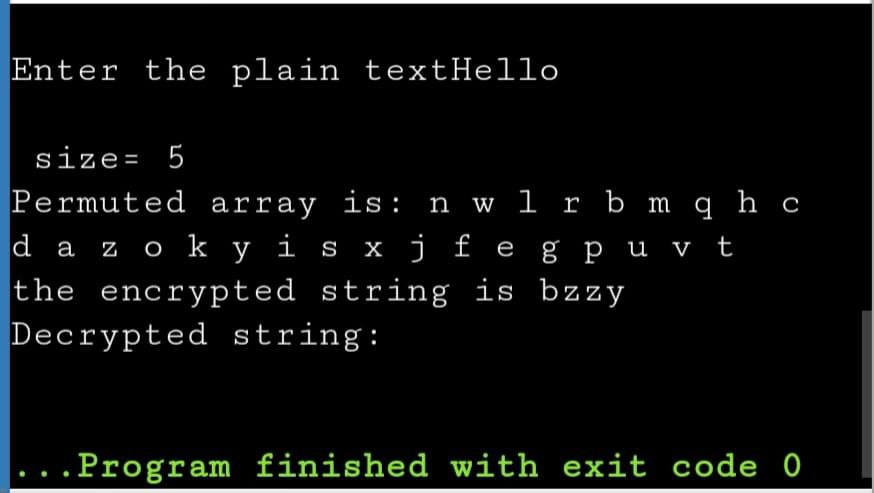 Enter the plain textHello
size= 5
Permuted array is: n w l r b m q h c
d a z o k y i s x j f e g p u v t
the encrypted string is bzzy
Decrypted string:
...Program finished with exit code 0